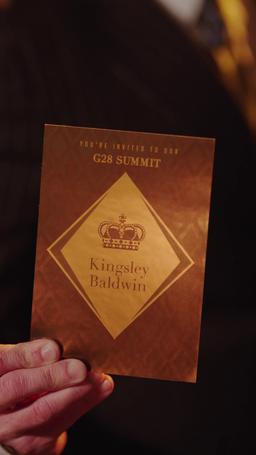 YOU'RE INVITED TO OUR
G28 SUMMIT
Kingsley
Baldwin